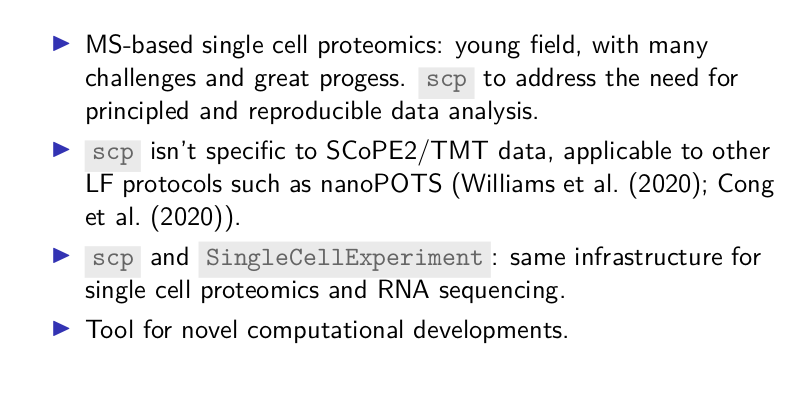 MS-based single cell proteomics: young field, with many
challenges and great progess. scp to address the need for
principled and reproducible data analysis.
scp isn't specific to SCoPE2/TMT data, applicable to other
LF protocols such as nanoPOTS (Williams et al. (2020); Cong
et al. (2020)).
scp and SingleCellExperiment: same infrastructure for
single cell proteomics and RNA sequencing.
Tool for novel computational developments.